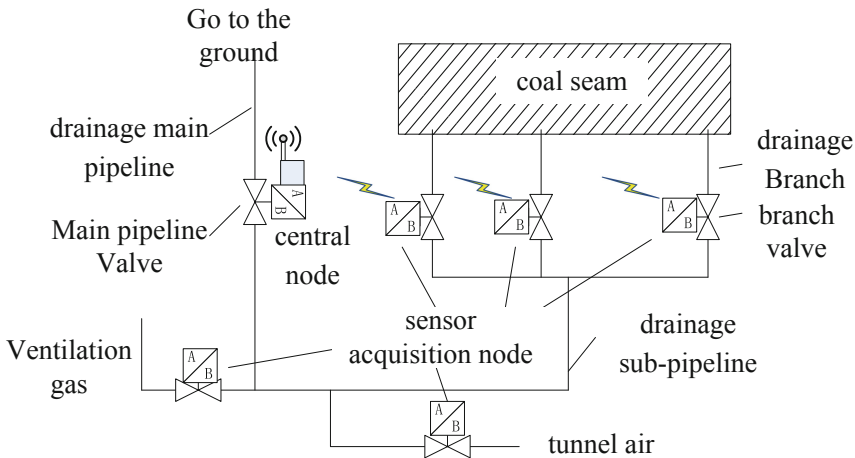 Go to the
ground
coal seam
drainage main
pipeline
drainage
Branch
branch
valve
A
B
A
B
A
B
A
B
Main pipeline
Valve
central
node
sensor
acquisition node
drainage
sub-pipeline
Ventilation
gas
A
B
A
B
tunnel air